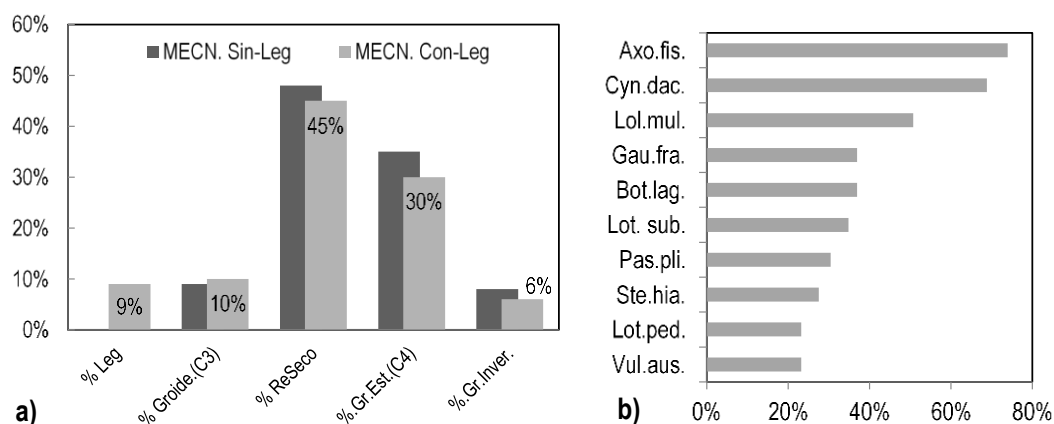 60%
50%
40%
30%
20%
10%
0%
MECN. Sin-Leg
MECN. Con-Leg
9%
10%
45%
30%
6%
% Leg
% Groide.(C3)
% ReSeco
%.Gr.Est.(C4)
%.Gr.Inver.
a)
Axo.fis.
Cyn.dac.
Lol.mul.
Gau.fra.
Bot.lag.
Lot. sub.
Pas.pli.
Ste.hia.
Lot.ped.
Vul.aus.
0%
20%
40%
60%
80%
b)